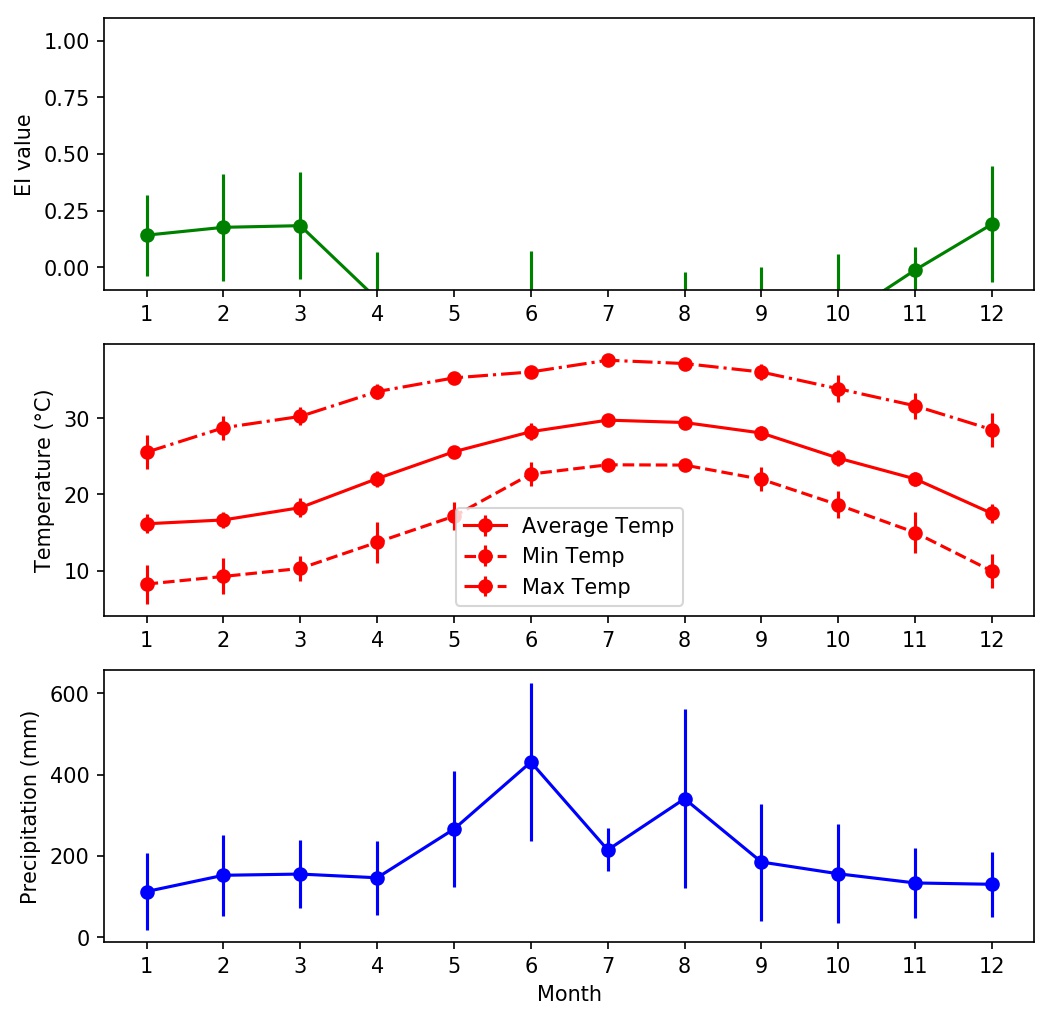 EI value
1.00
0.75
0.50
0.25
0.00
1 2 3 4 5 6 7 8 9 10 11 12
Temperature (°C)
30
20
10
Average Temp
Min Temp
Max Temp
1 2 3 4 5 6 7 8 9 10 11 12
Precipitation (mm)
600
400
200
0
1 2 3 4 5 6 7 8 9 10 11 12
Month